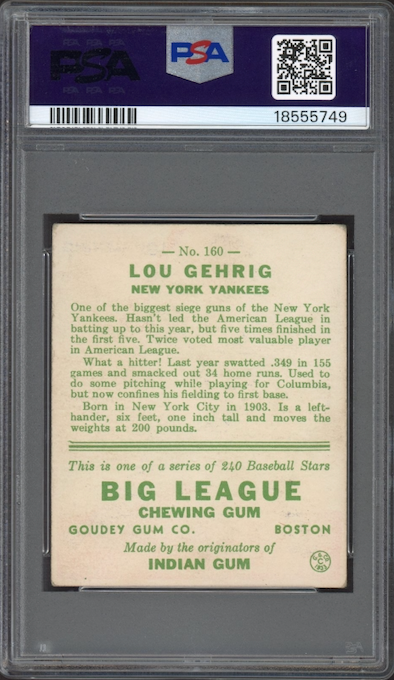 PSA
PSA
18555749
— No. 160 —
LOU GEHRIG
NEW YORK YANKEES
One of the biggest siege guns of the New York
Yankees. Hasn't led the American League in
batting up to this year, but five times finished in
the first five. Twice voted most valuable player
in American League.
What a hitter! Last year swatted .349 in 155
games and smacked out 34 home runs. Used to
do some pitching while playing for Columbia,
but now confines his fielding to first base.
Born in New York City in 1903. Is a left-
hander, six feet, one inch tall and moves the
weights at 200 pounds.
This is one of a series of 240 Baseball Stars
BIG LEAGUE
CHEWING GUM
GOUDEY GUM CO. BOSTON
Made by the originators of
INDIAN GUM